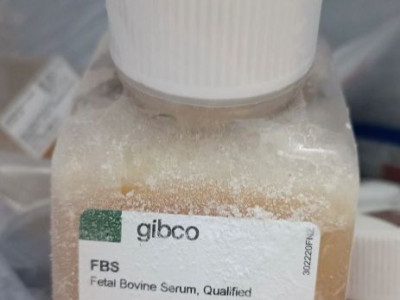 gibco
FBS
Fetal Bovine Serum, Qualified